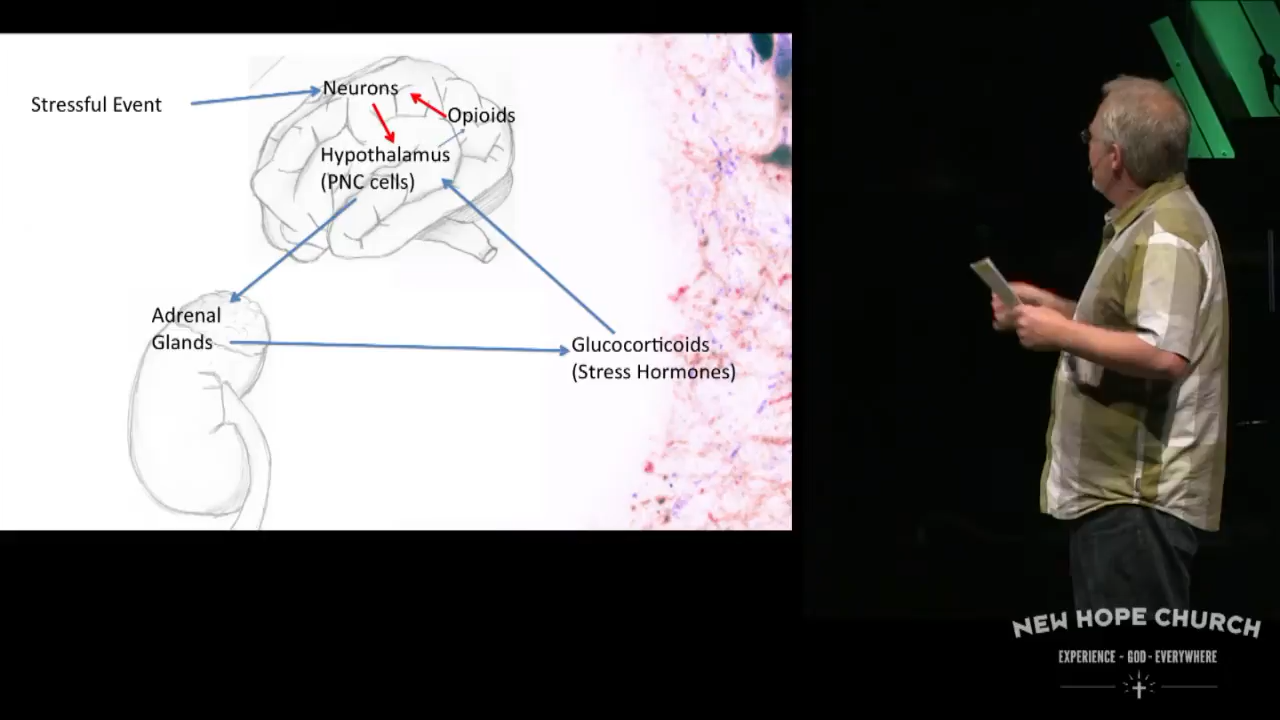 Stressful Event
Neurons
Opioids
Hypothalamus
(PNC cells)
Adrenal
Glands
Glucocorticoids
(Stress Hormones)
NEW HOPE CHURCH
EXPERIENCE - GOD - EVERYWHERE